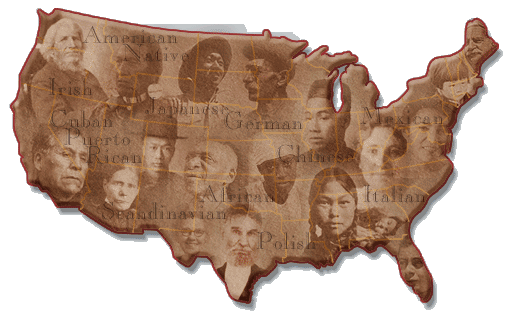 American
Native
Irish
Japanese
Cuban
German
Mexican
Puerto
Rican
Chinese
African
Italian
Scandinavian
Polish